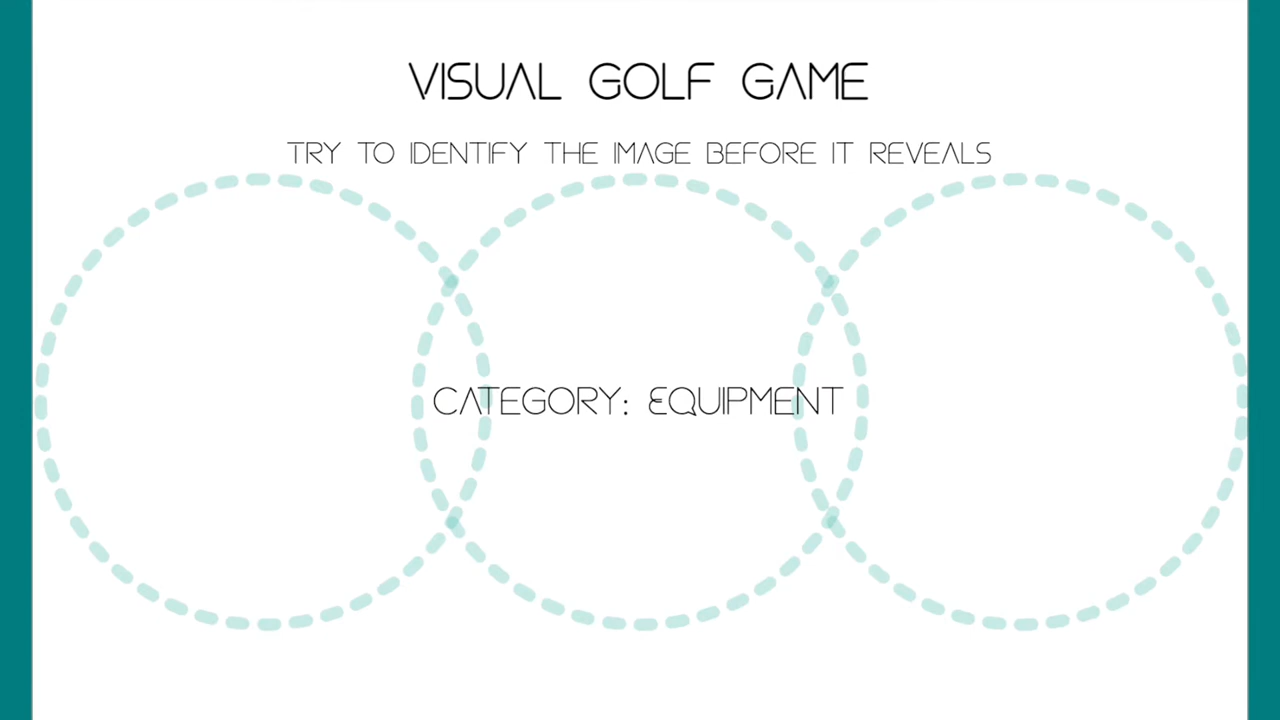 VISUAL GOLF GAME
TRY TO IDENTIFY THE IMAGE BEFORE IT REVEALS
CATEGORY: EQUIPMENT